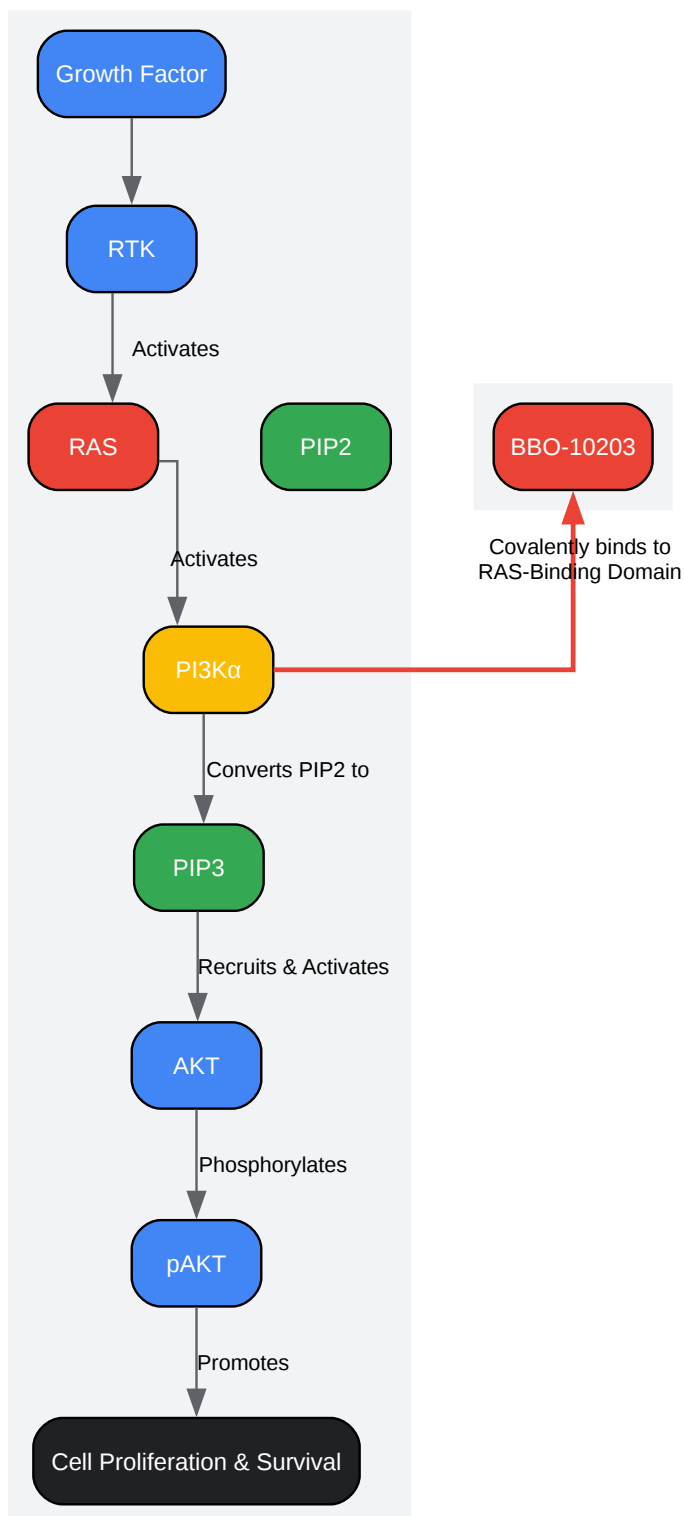 Growth Factor
RTK
Activates
RAS
PIP2
BBO-10203
Covalently binds to
RAS-Binding Domain
Activates
PI3Kα
Converts PIP2 to
PIP3
Recruits & Activates
AKT
Phosphorylates
pAKT
Promotes
Cell Proliferation & Survival